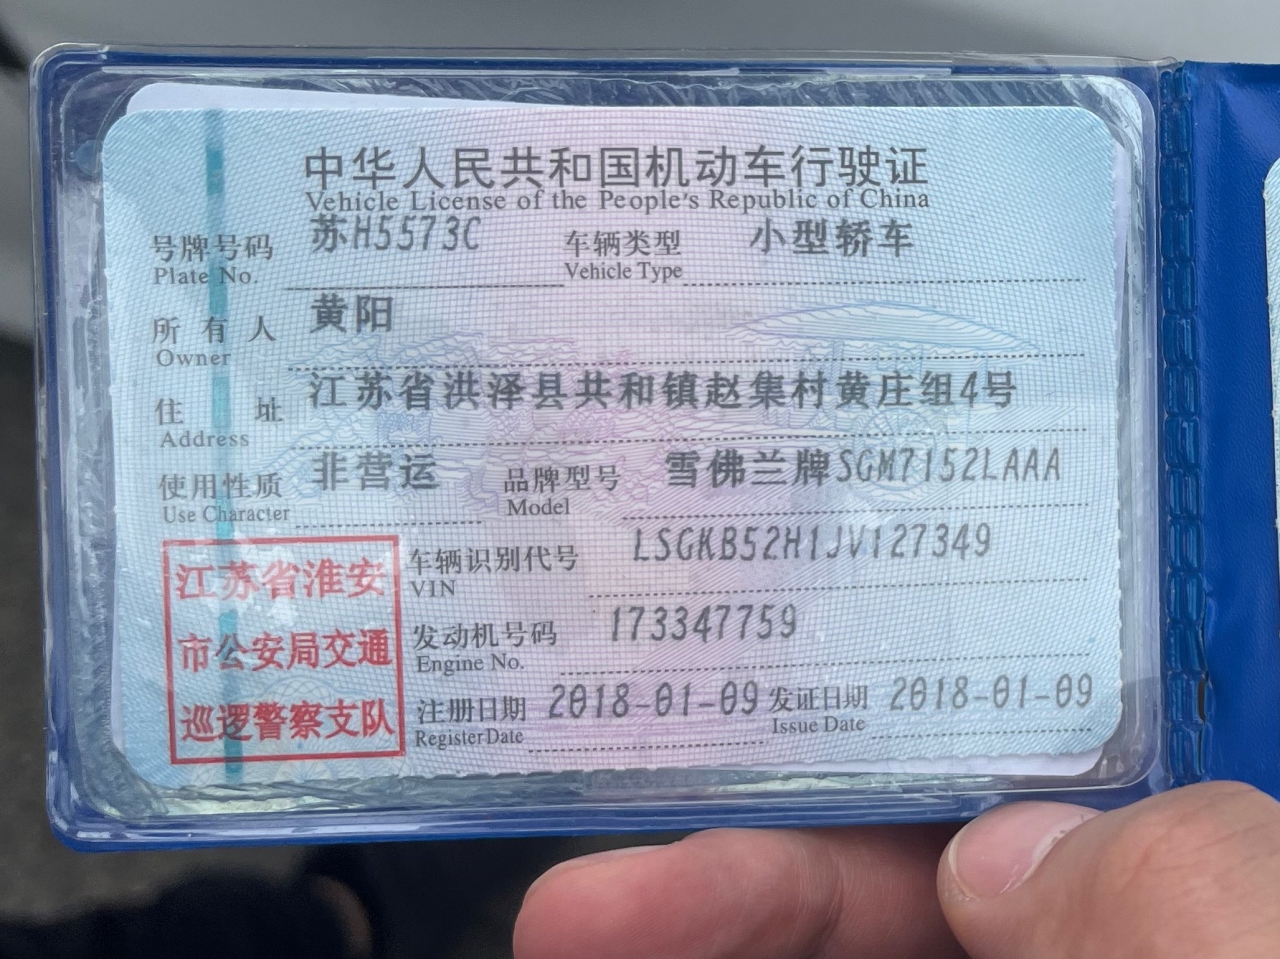 中华人民共和国机动车行驶证
Vehicle License of the People's Republic of China
号牌号码 苏H5573C 车辆类型 小型轿车
Plate No. Vehicle Type
所有人 黄阳
Owner
住址 江苏省洪泽县共和镇赵集村黄庄组4号
Address
使用性质 非营运 品牌型号 雪佛兰牌SGM7152LAAA
Use Character Model
江苏省淮安
市公安局交通
巡逻警察支队
车辆识别代号 LSGKB52H1JV127349
VIN
发动机号码 173347759
Engine No.
注册日期 2018-01-09 发证日期 2018-01-09
RegisterDate Issue Date